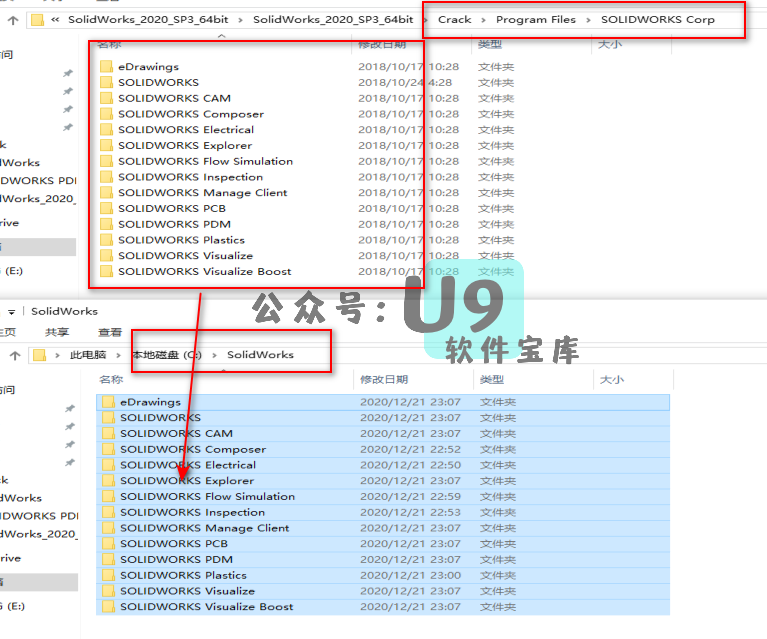 « SolidWorks_2020_SP3_64bit › SolidWorks_2020_SP3_64bit › Crack › Program Files › SOLIDWORKS Corp
名称 修改日期 类型 大小
问
eDrawings 2018/10/17 10:28 文件夹
SOLIDWORKS 2018/10/24 4:28 文件夹
SOLIDWORKS CAM 2018/10/17 10:28 文件夹
SOLIDWORKS Composer 2018/10/17 10:28 文件夹
SOLIDWORKS Electrical 2018/10/17 10:28 文件夹
k SOLIDWORKS Explorer 2018/10/17 10:28 文件夹
dWorks SOLIDWORKS Flow Simulation 2018/10/17 10:28 文件夹
IDWORKS PDI SOLIDWORKS Inspection 2018/10/17 10:28 文件夹
dWorks_2020_ SOLIDWORKS Manage Client 2018/10/17 10:28 文件夹
SOLIDWORKS PCB 2018/10/17 10:28 文件夹
rive SOLIDWORKS PDM 2018/10/17 10:28 文件夹
SOLIDWORKS Plastics 2018/10/17 10:28 文件夹
SOLIDWORKS Visualize 2018/10/17 10:28 文件夹
(E:) SOLIDWORKS Visualize Boost 2018/10/17 10:28 文件夹
公众号:U9
软件宝库
SolidWorks
主页 共享 查看
› 此电脑 › 本地磁盘 (C:) › SolidWorks
名称 修改日期 类型 大小
问
eDrawings 2020/12/21 23:07 文件夹
SOLIDWORKS 2020/12/21 23:07 文件夹
SOLIDWORKS CAM 2020/12/21 23:07 文件夹
SOLIDWORKS Composer 2020/12/21 22:52 文件夹
SOLIDWORKS Electrical 2020/12/21 22:50 文件夹
k SOLIDWORKS Explorer 2020/12/21 23:07 文件夹
dWorks SOLIDWORKS Flow Simulation 2020/12/21 22:59 文件夹
IDWORKS PDI SOLIDWORKS Inspection 2020/12/21 22:53 文件夹
dWorks_2020_ SOLIDWORKS Manage Client 2020/12/21 23:07 文件夹
SOLIDWORKS PCB 2020/12/21 23:07 文件夹
rive SOLIDWORKS PDM 2020/12/21 23:07 文件夹
SOLIDWORKS Plastics 2020/12/21 23:00 文件夹
SOLIDWORKS Visualize 2020/12/21 23:07 文件夹
(E:) SOLIDWORKS Visualize Boost 2020/12/21 23:07 文件夹